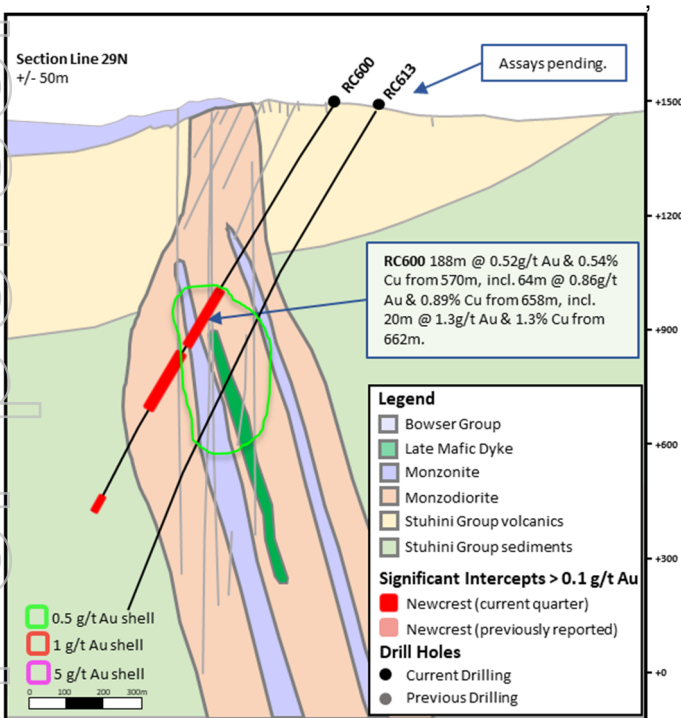 Section Line 29N
+/- 50m
RC600
RC613
Assays pending.
+1500
+1200
+900
+600
+300
+0
RC600 188m @ 0.52g/t Au & 0.54%
Cu from 570m, incl. 64m @ 0.86g/t
Au & 0.89% Cu from 658m, incl.
20m @ 1.3g/t Au & 1.3% Cu from
662m.
Legend
Bowser Group
Late Mafic Dyke
Monzonite
Monzodiorite
Stuhini Group volcanics
Stuhini Group sediments
Significant Intercepts > 0.1 g/t Au
Newcrest (current quarter)
Newcrest (previously reported)
Drill Holes
Current Drilling
Previous Drilling
0.5 g/t Au shell
1 g/t Au shell
5 g/t Au shell
0 100 200 300m